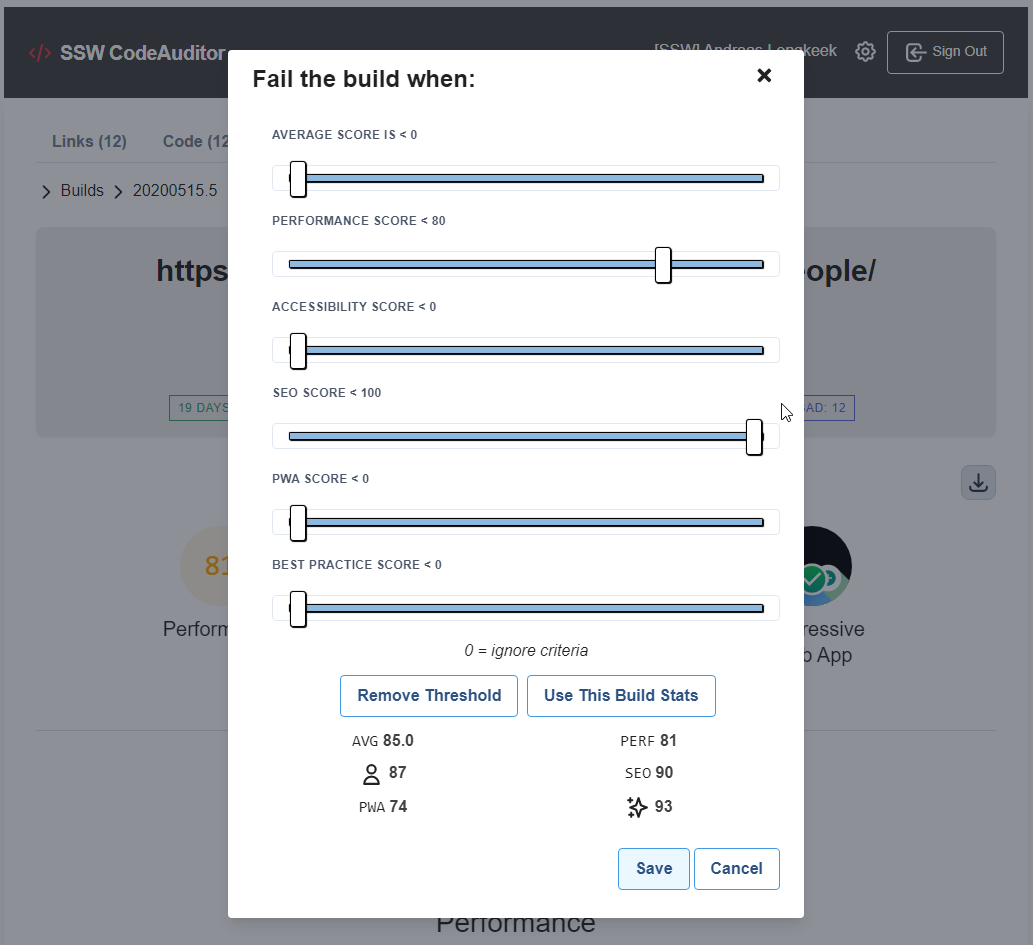 </> SSW CodeAuditor
[SSW] Andreas Longkeek
Sign Out
Fail the build when:
Links (12)
Code (12
Builds
20200515.5
AVERAGE SCORE IS < 0
PERFORMANCE SCORE < 80
https
ople/
ACCESSIBILITY SCORE < 0
SEO SCORE < 100
19 DAYS
AD: 12
PWA SCORE < 0
BEST PRACTICE SCORE < 0
81
Perform
ressive
App
0 = ignore criteria
Remove Threshold
Use This Build Stats
AVG 85.0
PERF 81
87
SEO 90
PWA 74
93
Save
Cancel
Performance